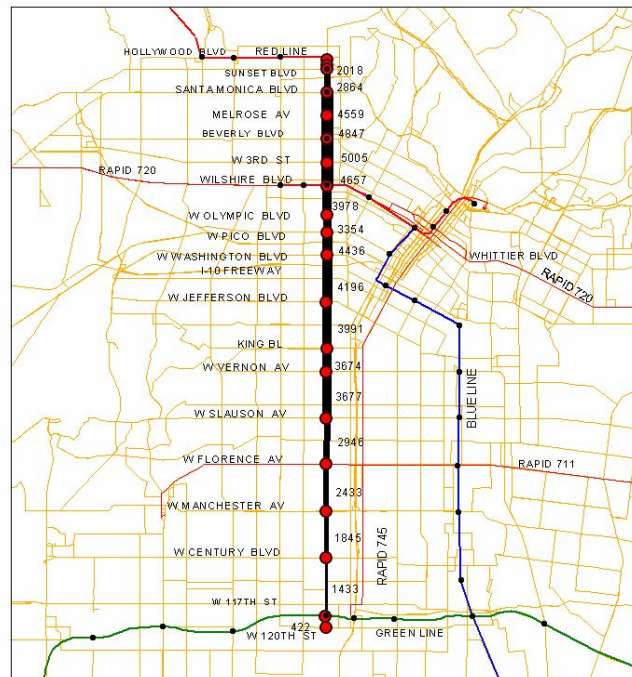 HOLLYWOOD BLVD RED LINE
SUNSET BLVD 2018
SANTA MONICA BLVD 2864
MELROSE AV 4559
BEVERLY BLVD 4847
W 3RD ST 5005
RAPID 720
WILSHIRE BLVD 4657
3978
W OLYMPIC BLVD
W PICO BLVD 3354
W WASHINGTON BLVD 4436
WHITTIER BLVD
I-10 FREEWAY
RAPID 720
4196
W JEFFERSON BLVD
3991
KING BL
W VERNON AV 3674
BLUE LINE
3677
W SLAUSON AV
2946
W FLORENCE AV
RAPID 711
2433
W MANCHESTER AV
1845
RAPID 745
W CENTURY BLVD
1433
W 117TH ST
422
W 120TH ST
GREEN LINE